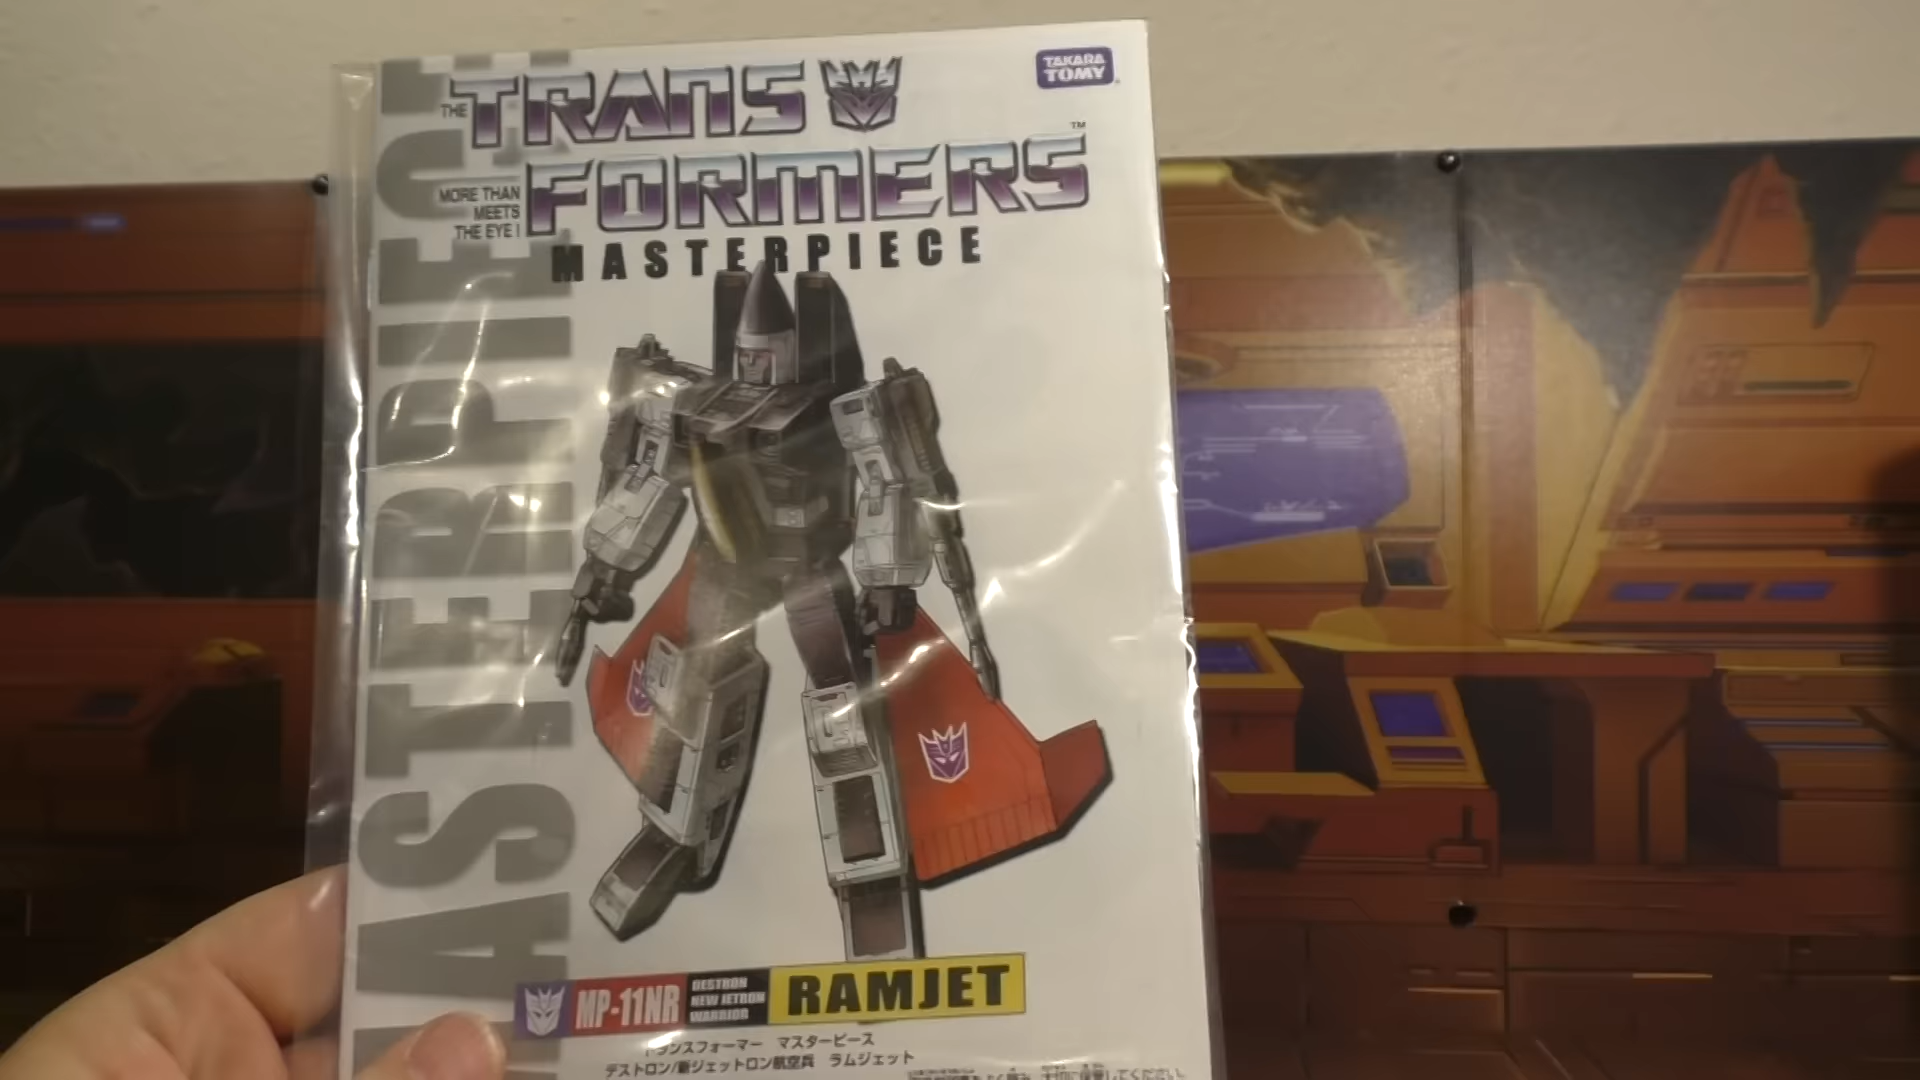 TAKARA
TOMY
THE TRANS
FORMERS™
MORE THAN
MEETS
THE EYE!
MASTERPIECE
MASTERPIECE
MP-11NR
DESTRON
NEW JETRON
WARRIOR
RAMJET
トランスフォーマー マスターピース
デストロン/新ジェットロン航空兵 ラムジェット